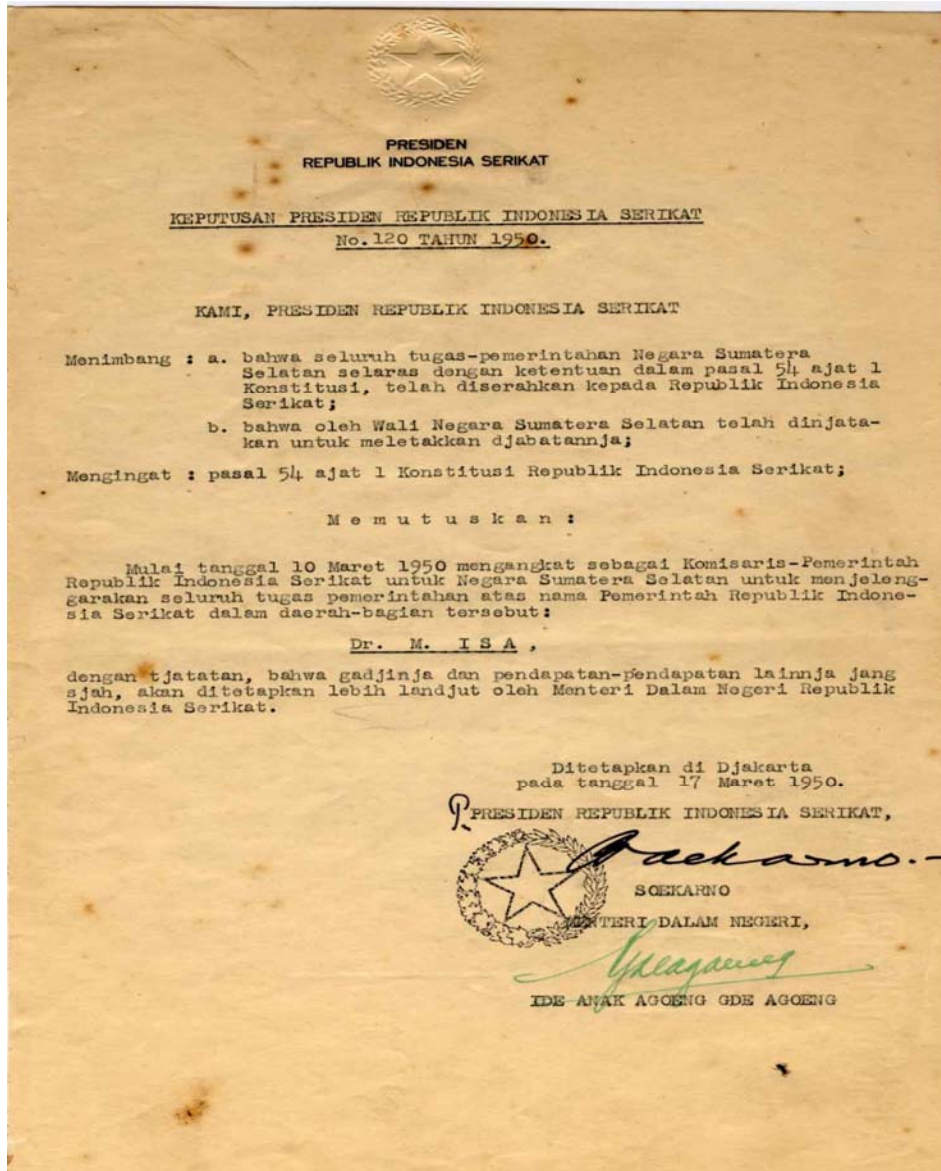 PRESIDEN
REPUBLIK INDONESIA SERIKAT
KEPUTUSAN PRESIDEN REPUBLIK INDONESIA SERIKAT
No. 120 TAHUN 1950.
KAMI, PRESIDEN REPUBLIK INDONESIA SERIKAT
Menimbang : a. bahwa seluruh tugas-pemerintahan Negara Sumatera
Selatan selaras dengan ketentuan dalam pasal 54 ajat 1
Konstitusi, telah diserahkan kepada Republik Indonesia
Serikat;
b. bahwa oleh Wali Negara Sumatera Selatan telah dinjata-
kan untuk meletakkan djabatannja;
Mengingat : pasal 54 ajat 1 Konstitusi Republik Indonesia Serikat;
M e m u t u s k a n :
Mulai tanggal 10 Maret 1950 mengangkat sebagai Komisaris-Pemerintah
Republik Indonesia Serikat untuk Negara Sumatera Selatan untuk menjeleng-
garakan seluruh tugas pemerintahan atas nama Pemerintah Republik Indone-
sia Serikat dalam daerah-bagian tersebut:
Dr. M. I S A ,
dengan tjatatan, bahwa gadjinja dan pendapatan-pendapatan lainnja jang
sjah, akan ditetapkan lebih landjut oleh Menteri Dalam Negeri Republik
Indonesia Serikat.
Ditetapkan di Djakarta
pada tanggal 17 Maret 1950.
P. PRESIDEN REPUBLIK INDONESIA SERIKAT,
Soekarno.-
SOEKARNO
MENTERI DALAM NEGERI,
IDE ANAK AGOENG GDE AGOENG